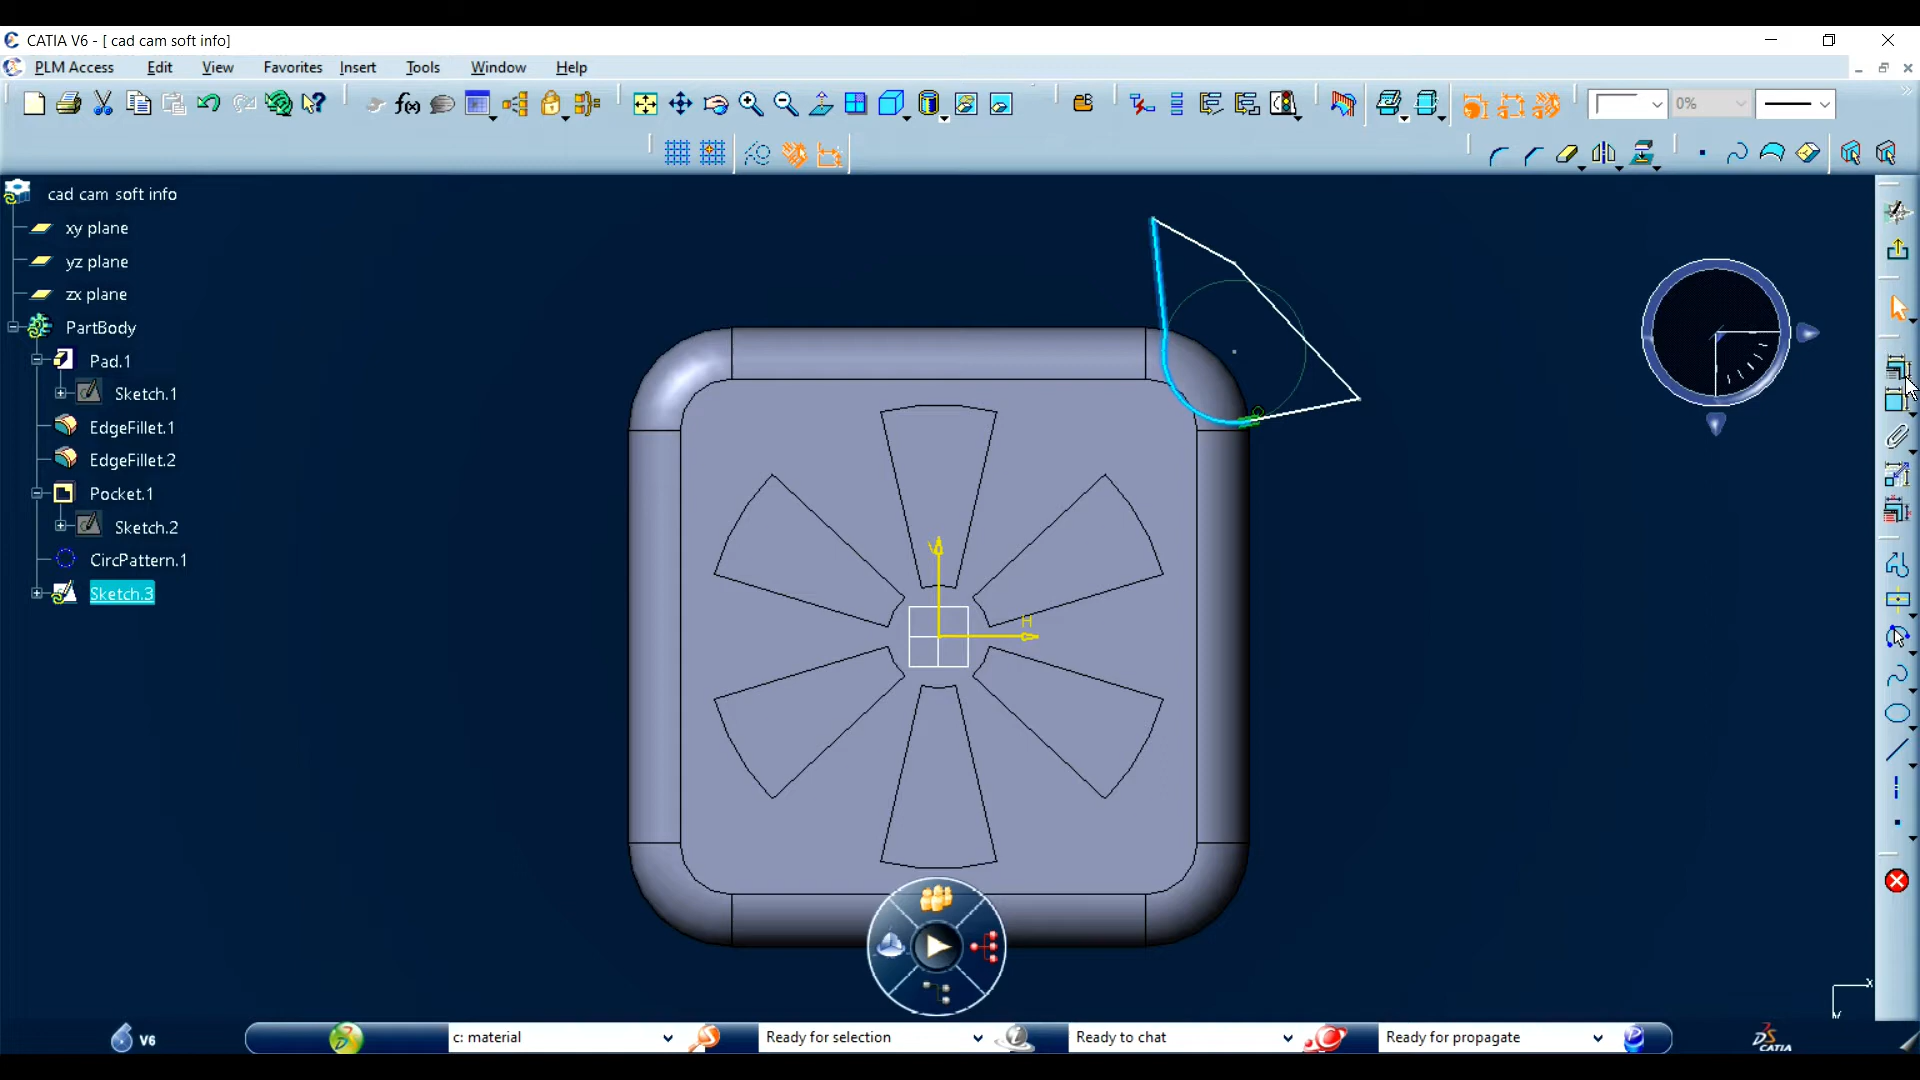 CATIA V6 - [ cad cam soft info]
PLM Access Edit View Favorites Insert Tools Window Help
f(x) 0%
cad cam soft info
xy plane
yz plane
zx plane
PartBody
Pad.1
Sketch.1
EdgeFillet.1
EdgeFillet.2
Pocket.1
Sketch.2
CircPattern.1
Sketch.3
V
H
x
y
V6 c: material Ready for selection Ready to chat Ready for propagate CATIA